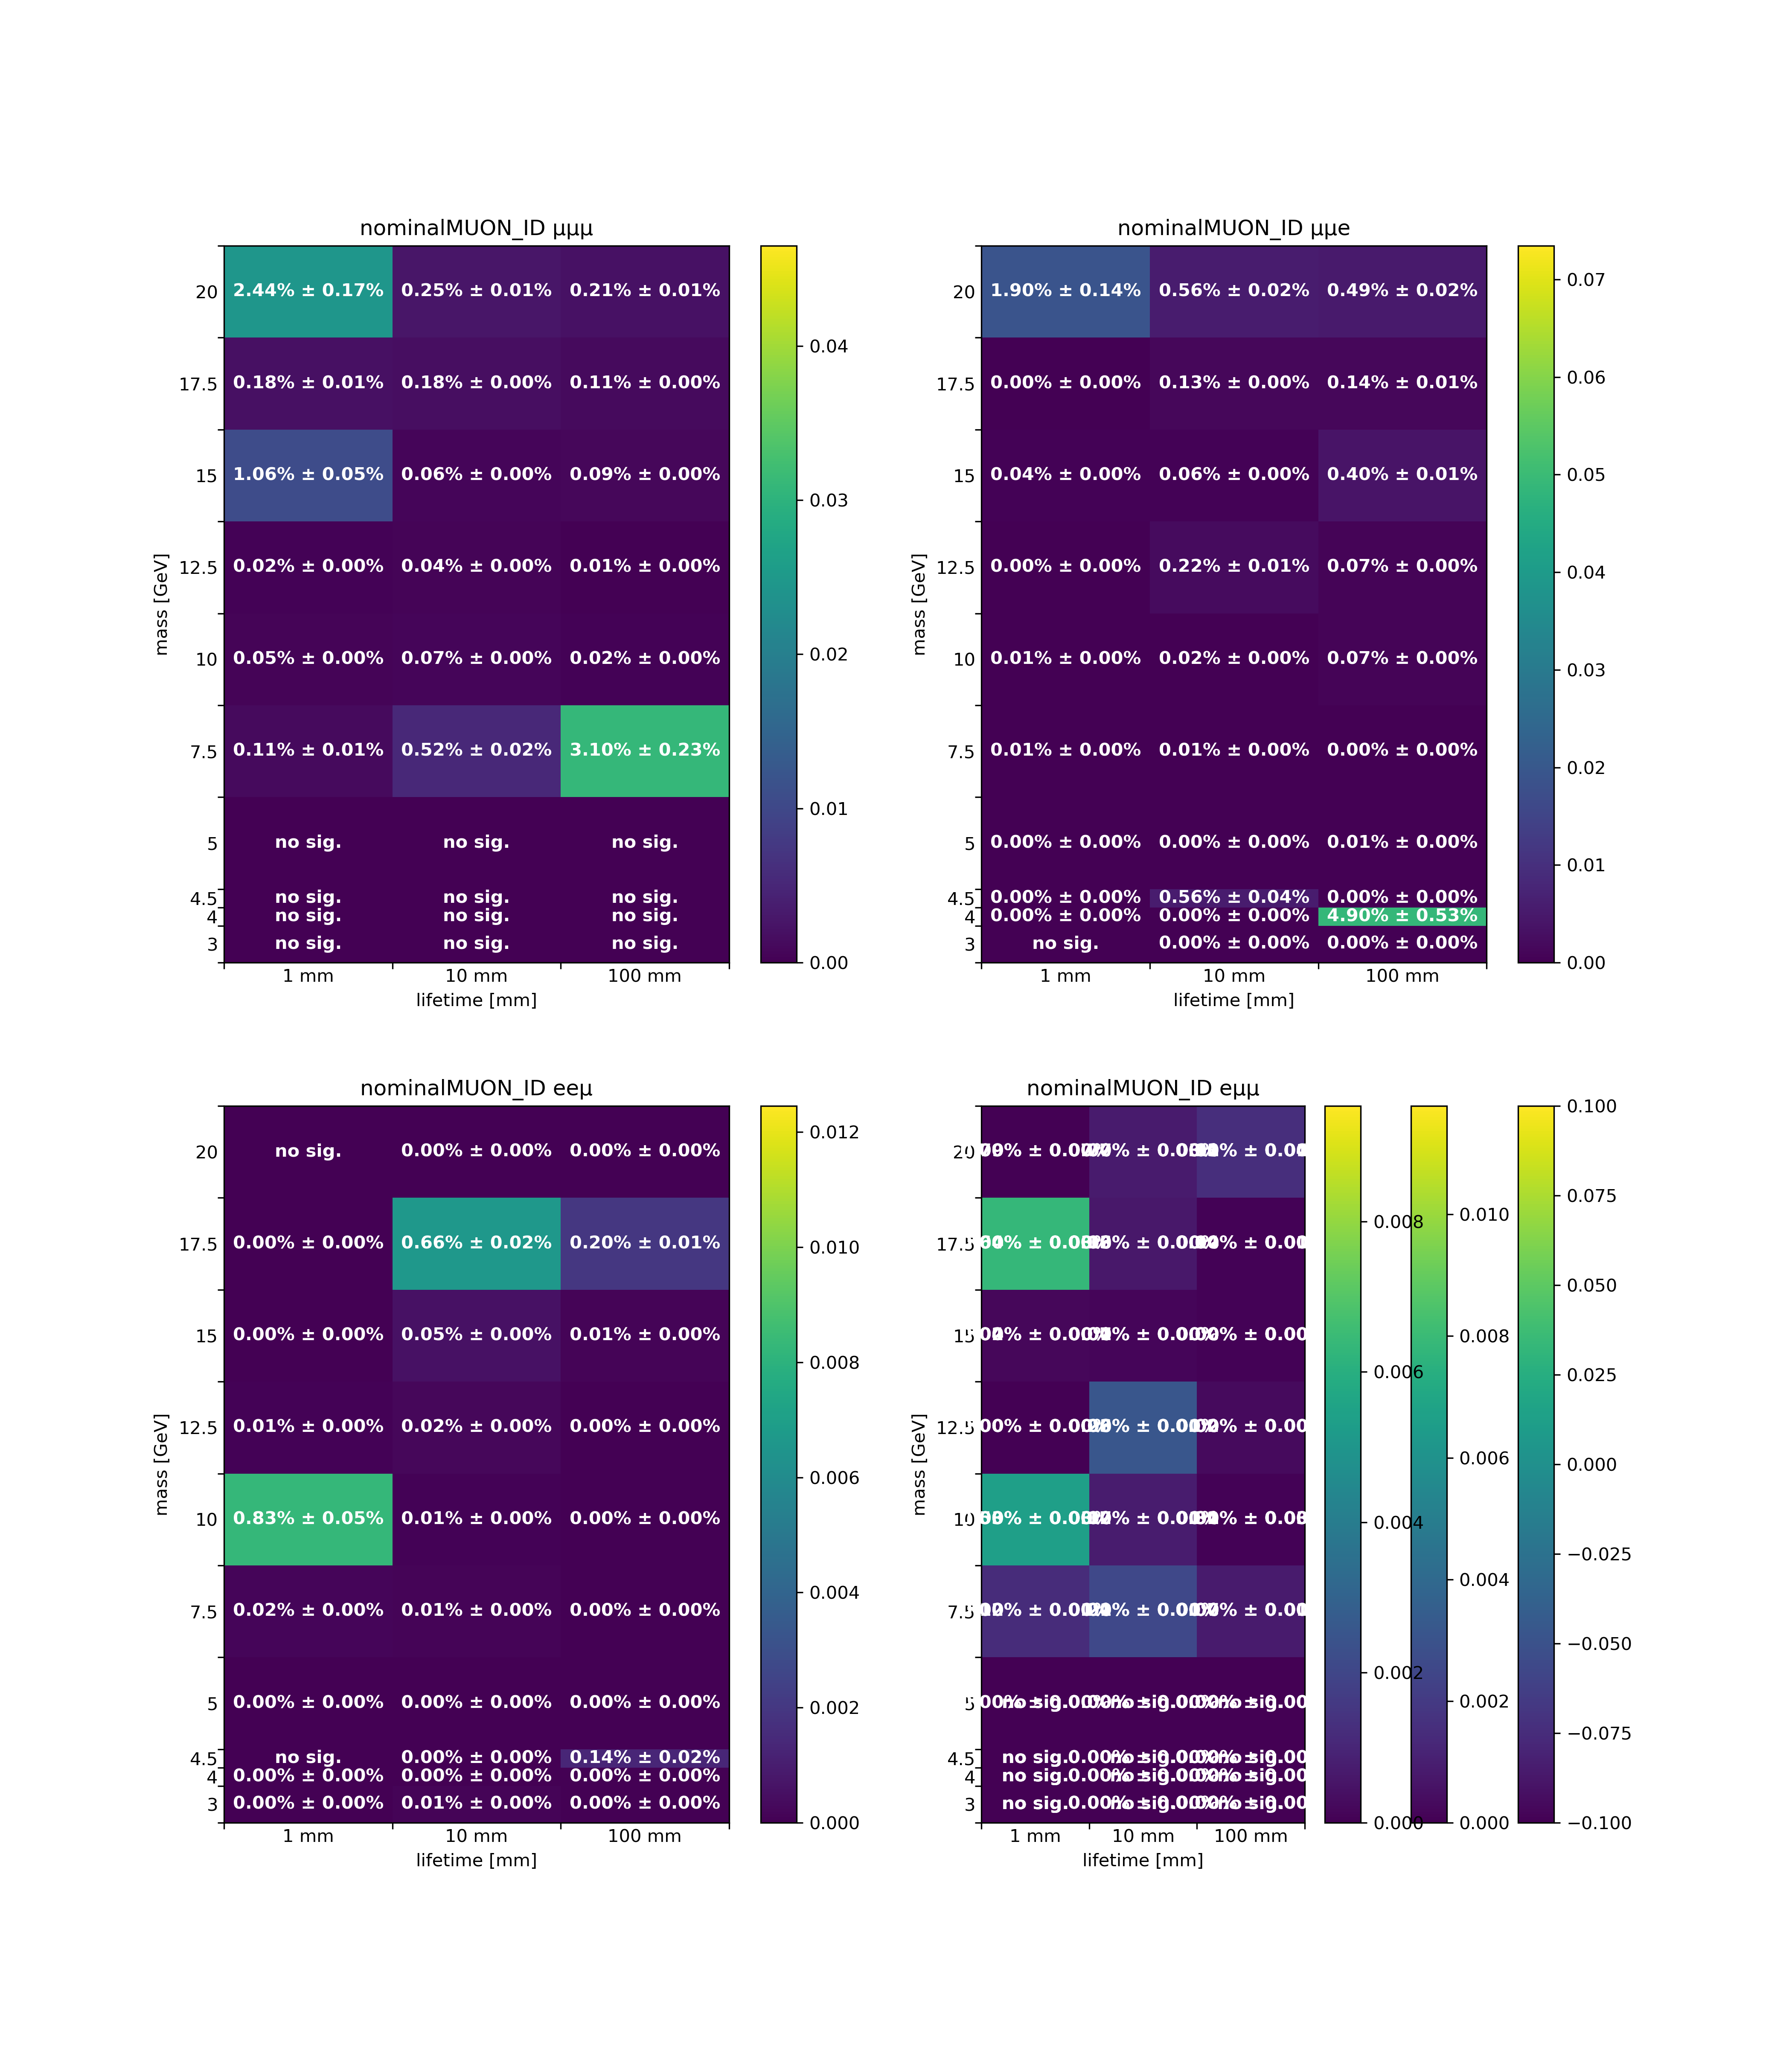 nominalMUON_ID μμμ
20 2.44% ± 0.17% 0.25% ± 0.01% 0.21% ± 0.01%
17.5 0.18% ± 0.01% 0.18% ± 0.00% 0.11% ± 0.00%
15 1.06% ± 0.05% 0.06% ± 0.00% 0.09% ± 0.00%
12.5 0.02% ± 0.00% 0.04% ± 0.00% 0.01% ± 0.00%
10 0.05% ± 0.00% 0.07% ± 0.00% 0.02% ± 0.00%
7.5 0.11% ± 0.01% 0.52% ± 0.02% 3.10% ± 0.23%
5 no sig. no sig. no sig.
4.5 no sig. no sig. no sig.
4 no sig. no sig. no sig.
3 no sig. no sig. no sig.
1 mm 10 mm 100 mm
lifetime [mm]
mass [GeV]
0.04
0.03
0.02
0.01
0.00
nominalMUON_ID μμe
20 1.90% ± 0.14% 0.56% ± 0.02% 0.49% ± 0.02%
17.5 0.00% ± 0.00% 0.13% ± 0.00% 0.14% ± 0.01%
15 0.04% ± 0.00% 0.06% ± 0.00% 0.40% ± 0.01%
12.5 0.00% ± 0.00% 0.22% ± 0.01% 0.07% ± 0.00%
10 0.01% ± 0.00% 0.02% ± 0.00% 0.07% ± 0.00%
7.5 0.01% ± 0.00% 0.01% ± 0.00% 0.00% ± 0.00%
5 0.00% ± 0.00% 0.00% ± 0.00% 0.01% ± 0.00%
4.5 0.00% ± 0.00% 0.56% ± 0.04% 0.00% ± 0.00%
4 0.00% ± 0.00% 0.00% ± 0.00% 4.90% ± 0.53%
3 no sig. 0.00% ± 0.00% 0.00% ± 0.00%
1 mm 10 mm 100 mm
lifetime [mm]
mass [GeV]
0.07
0.06
0.05
0.04
0.03
0.02
0.01
0.00
nominalMUON_ID eeμ
20 no sig. 0.00% ± 0.00% 0.00% ± 0.00%
17.5 0.00% ± 0.00% 0.66% ± 0.02% 0.20% ± 0.01%
15 0.00% ± 0.00% 0.05% ± 0.00% 0.01% ± 0.00%
12.5 0.01% ± 0.00% 0.02% ± 0.00% 0.00% ± 0.00%
10 0.83% ± 0.05% 0.01% ± 0.00% 0.00% ± 0.00%
7.5 0.02% ± 0.00% 0.01% ± 0.00% 0.00% ± 0.00%
5 0.00% ± 0.00% 0.00% ± 0.00% 0.00% ± 0.00%
4.5 no sig. 0.00% ± 0.00% 0.14% ± 0.02%
4 0.00% ± 0.00% 0.00% ± 0.00% 0.00% ± 0.00%
3 0.00% ± 0.00% 0.01% ± 0.00% 0.00% ± 0.00%
1 mm 10 mm 100 mm
lifetime [mm]
mass [GeV]
0.012
0.010
0.008
0.006
0.004
0.002
0.000
nominalMUON_ID eμμ
20
17.5
15
12.5
10
7.5
5
4.5 no sig.
4 no sig.
3 no sig.
1 mm 10 mm 100 mm
lifetime [mm]
mass [GeV]
0.008
0.006
0.004
0.002
0.000
0.010
0.008
0.006
0.004
0.002
0.000
0.100
0.075
0.050
0.025
0.000
−0.025
−0.050
−0.075
−0.100